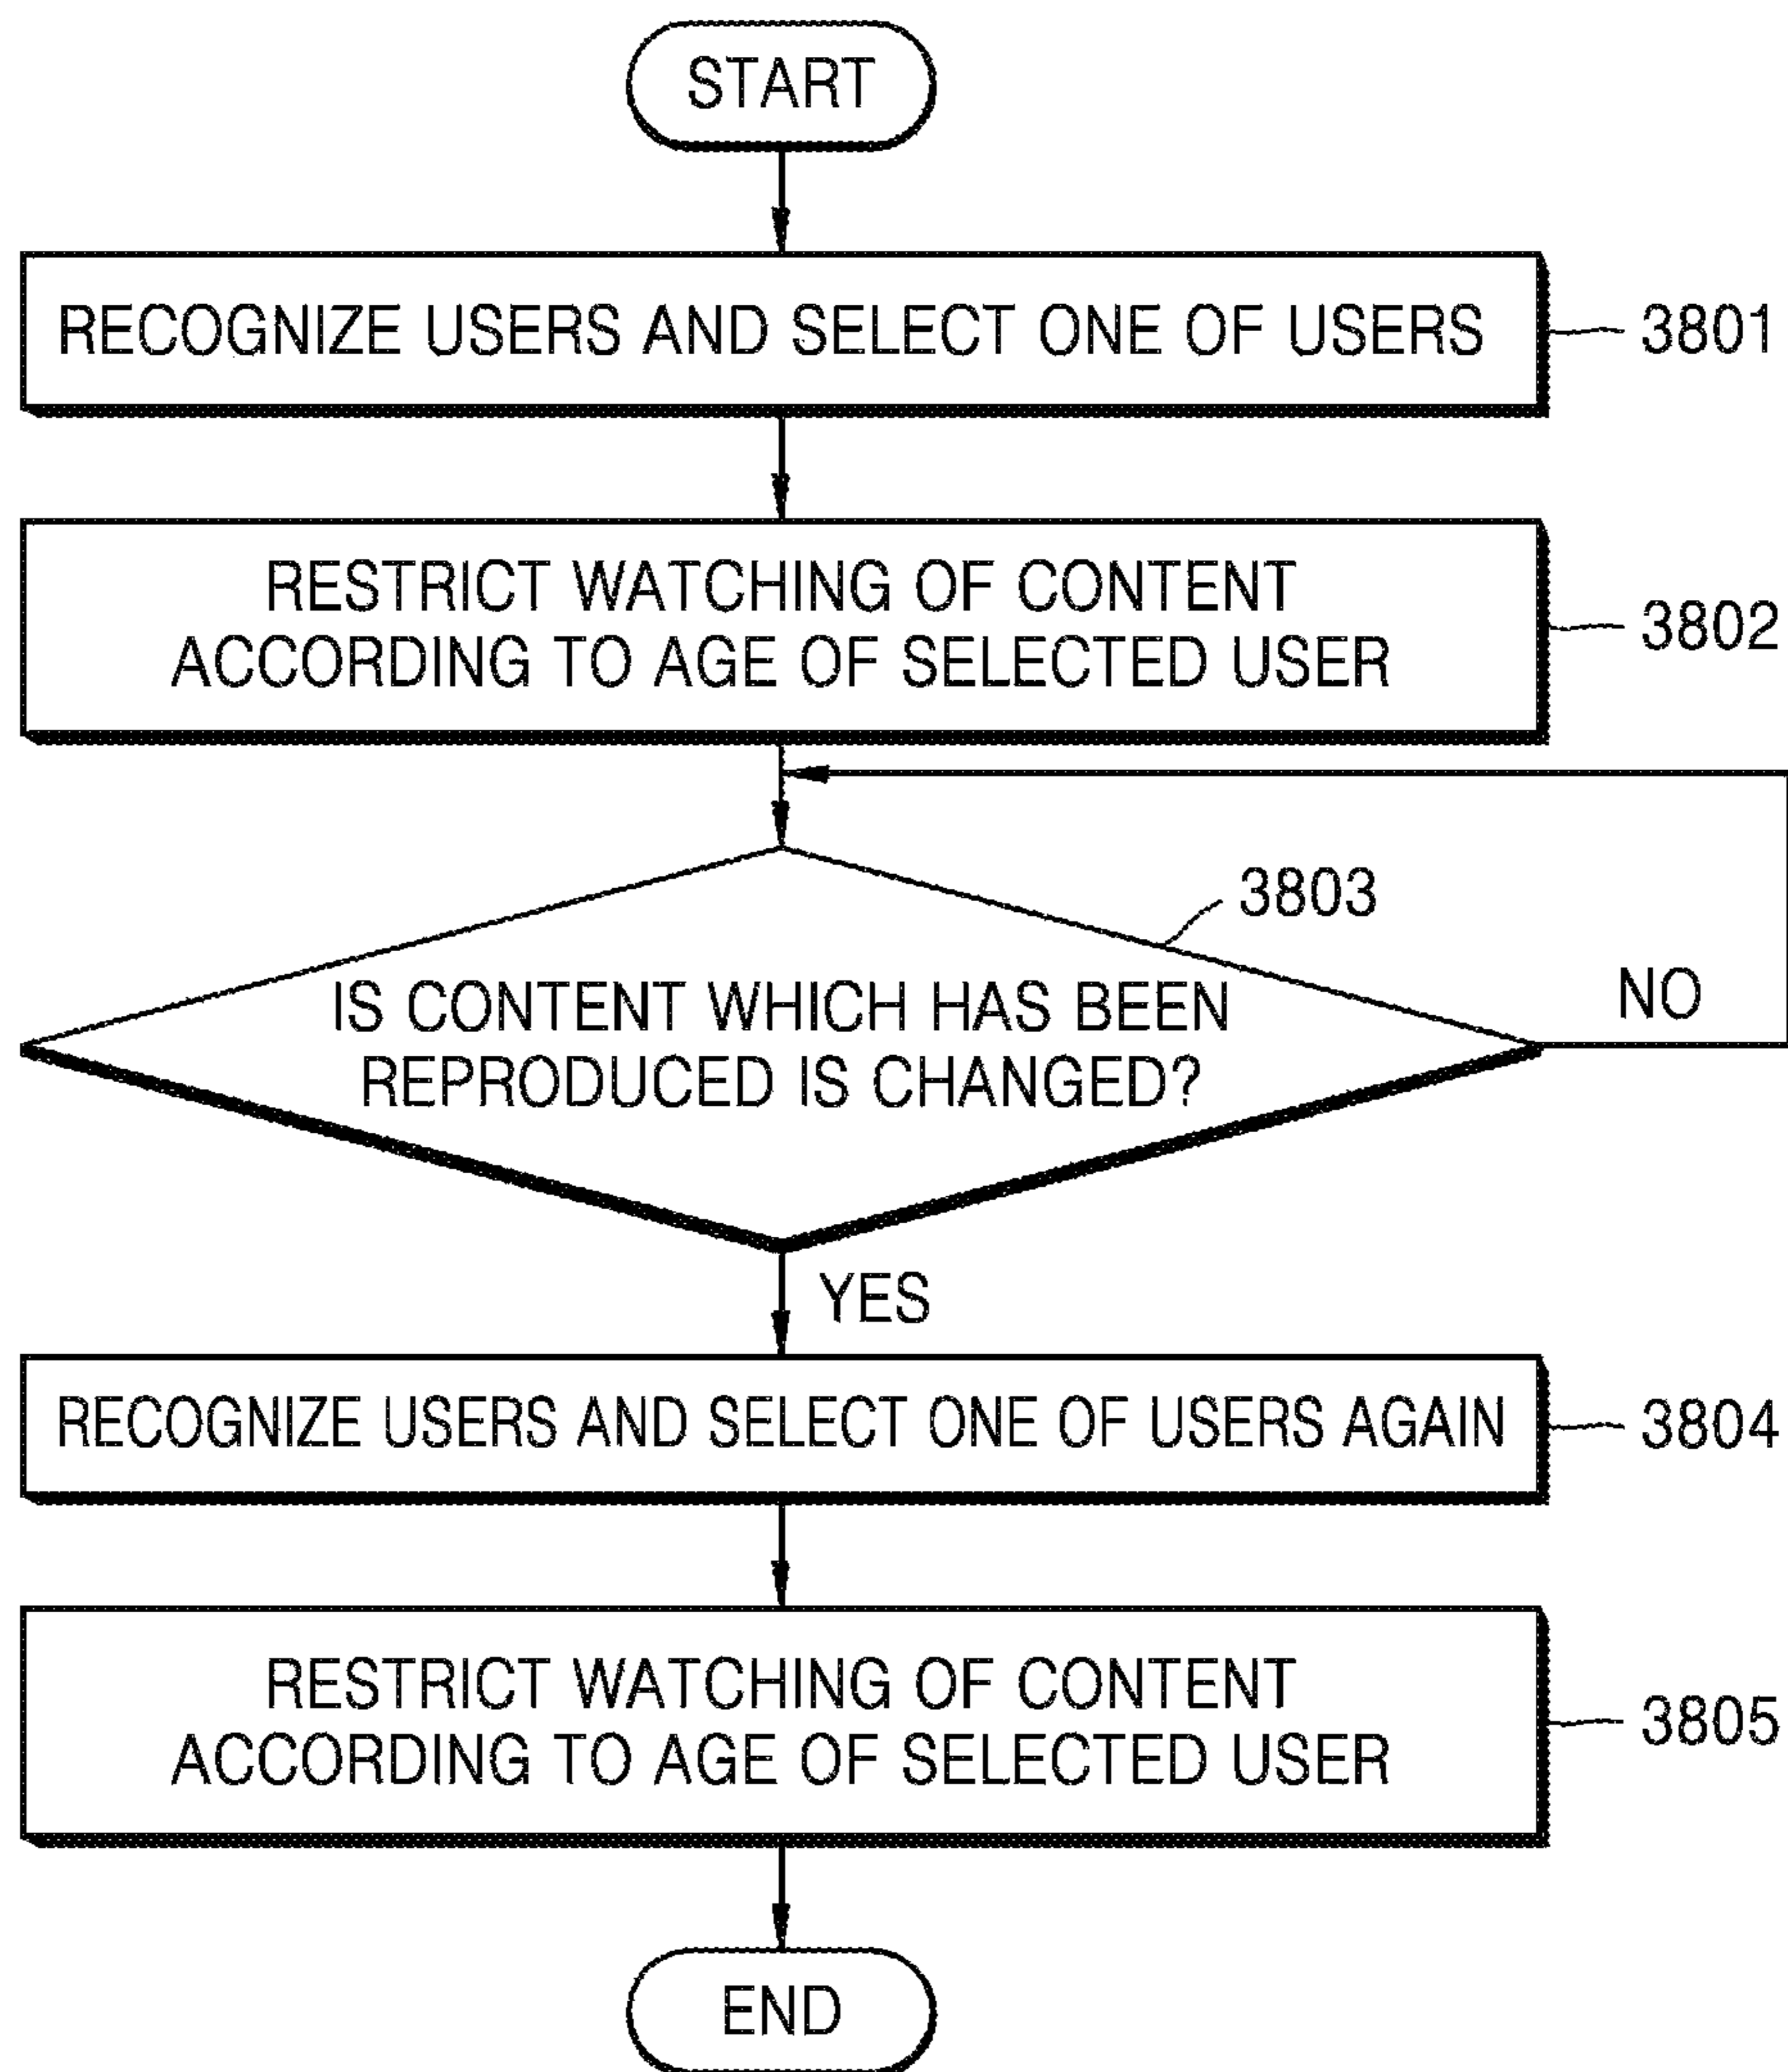 START
RECOGNIZE USERS AND SELECT ONE OF USERS
3801
RESTRICT WATCHING OF CONTENT
ACCORDING TO AGE OF SELECTED USER
3802
3803
IS CONTENT WHICH HAS BEEN
REPRODUCED IS CHANGED?
NO
YES
RECOGNIZE USERS AND SELECT ONE OF USERS AGAIN
3804
RESTRICT WATCHING OF CONTENT
ACCORDING TO AGE OF SELECTED USER
3805
END